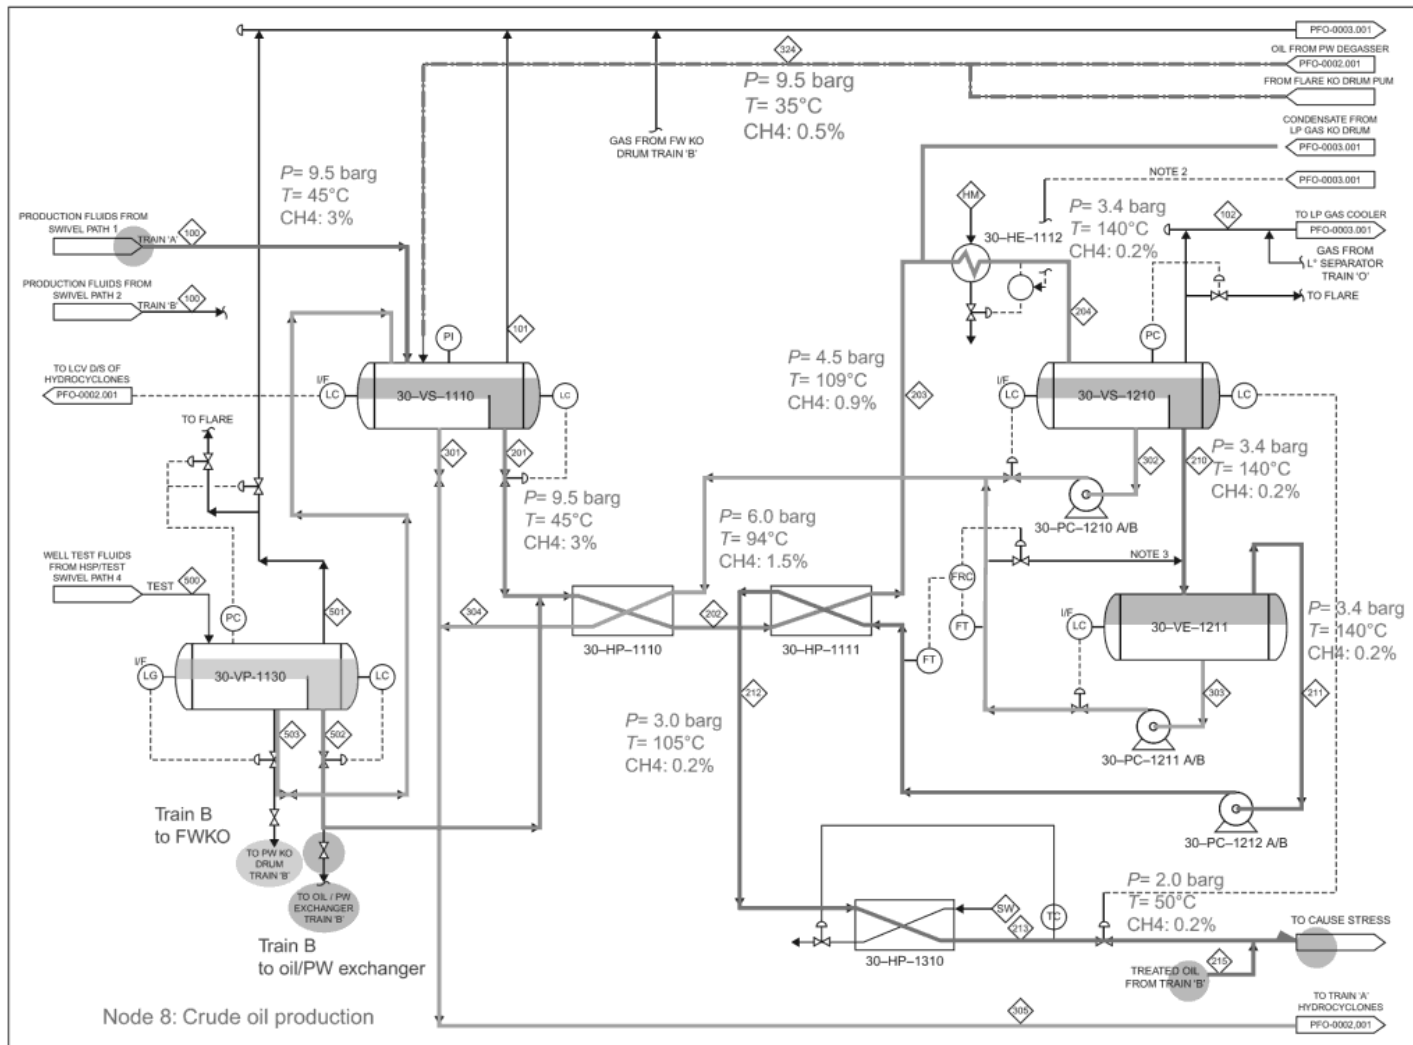 PFO-0003.001
OIL FROM PW DEGASSER
PFO-0002.001
FROM FLARE KO DRUM PUM
CONDENSATE FROM
LP GAS KO DRUM
PFO-0003.001
NOTE 2
PFO-0003.001
324
P= 9.5 barg
T= 35°C
CH4: 0.5%
GAS FROM FW KO
DRUM TRAIN 'B'
P= 9.5 barg
T= 45°C
CH4: 3%
PRODUCTION FLUIDS FROM
SWIVEL PATH 1
TRAIN 'A'
100
PRODUCTION FLUIDS FROM
SWIVEL PATH 2
TRAIN 'B'
100
HM
30–HE–1112
P= 3.4 barg
T= 140°C
CH4: 0.2%
102
TO LP GAS COOLER
PFO-0003.001
GAS FROM
L° SEPARATOR
TRAIN 'O'
TO FLARE
204
PC
101
PI
TO LCV D/S OF
HYDROCYCLONES
PFO-0002.001
I/F
LC
30–VS–1110
LC
P= 4.5 barg
T= 109°C
CH4: 0.9%
203
I/F
LC
30–VS–1210
LC
TO FLARE
301
201
302
210
P= 3.4 barg
T= 140°C
CH4: 0.2%
P= 9.5 barg
T= 45°C
CH4: 3%
30–PC–1210 A/B
P= 6.0 barg
T= 94°C
CH4: 1.5%
NOTE 3
WELL TEST FLUIDS
FROM HSP/TEST
SWIVEL PATH 4
TEST
500
PC
501
FRC
FT
FT
304
202
30–HP–1110
30–HP–1111
I/F
LC
30–VE–1211
P= 3.4 barg
T= 140°C
CH4: 0.2%
I/F
LG
30-VP-1130
LC
503
502
212
303
211
P= 3.0 barg
T= 105°C
CH4: 0.2%
30–PC–1211 A/B
30–PC–1212 A/B
Train B
to FWKO
TO PW KO
DRUM
TRAIN 'B'
TO OIL / PW
EXCHANGER
TRAIN 'B'
Train B
to oil/PW exchanger
P= 2.0 barg
T= 50°C
CH4: 0.2%
SW
213
TC
30–HP–1310
TO CAUSE STRESS
TREATED OIL
FROM TRAIN 'B'
215
Node 8: Crude oil production
305
TO TRAIN 'A'
HYDROCYCLONES
PFO-0002,001